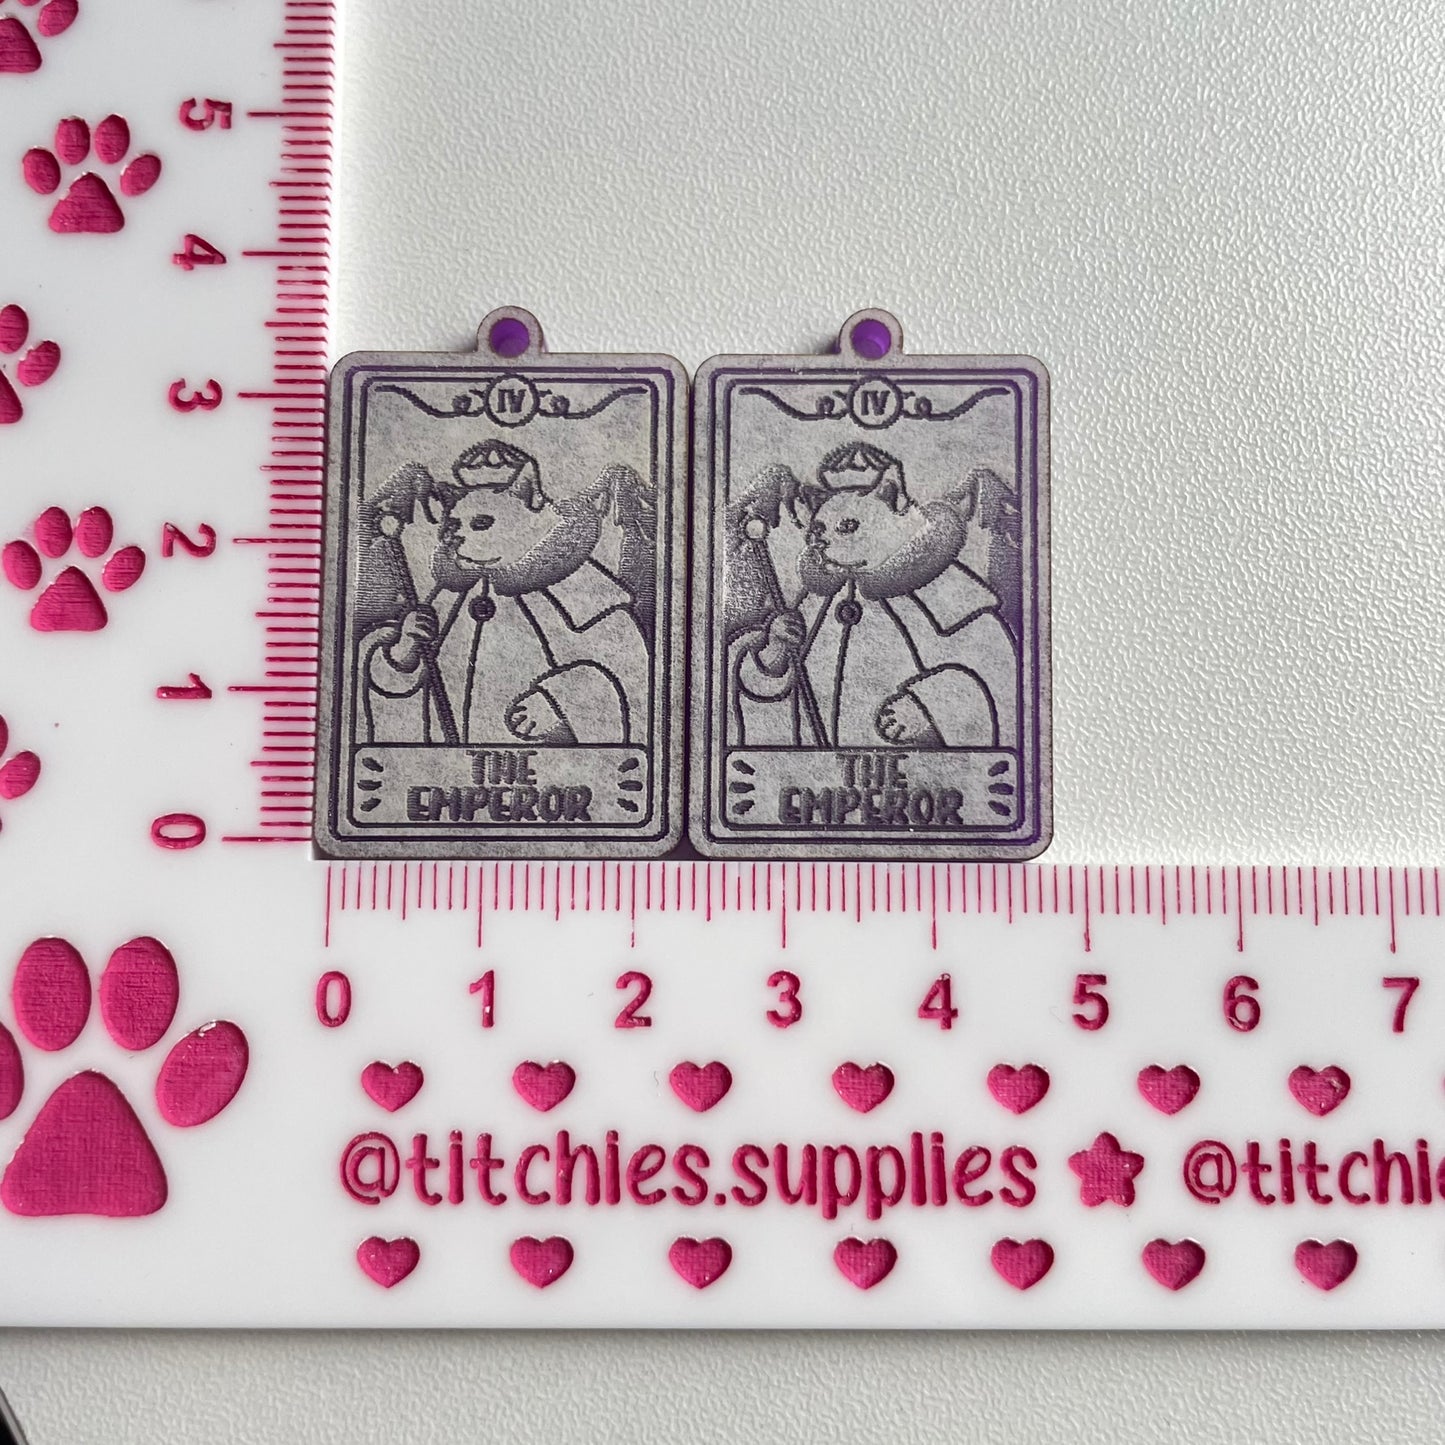 5
4
3
2
1
0
IV
THE
EMPEROR
IV
THE
EMPEROR
0 1 2 3 4 5 6 7
@titchies.supplies @titchie